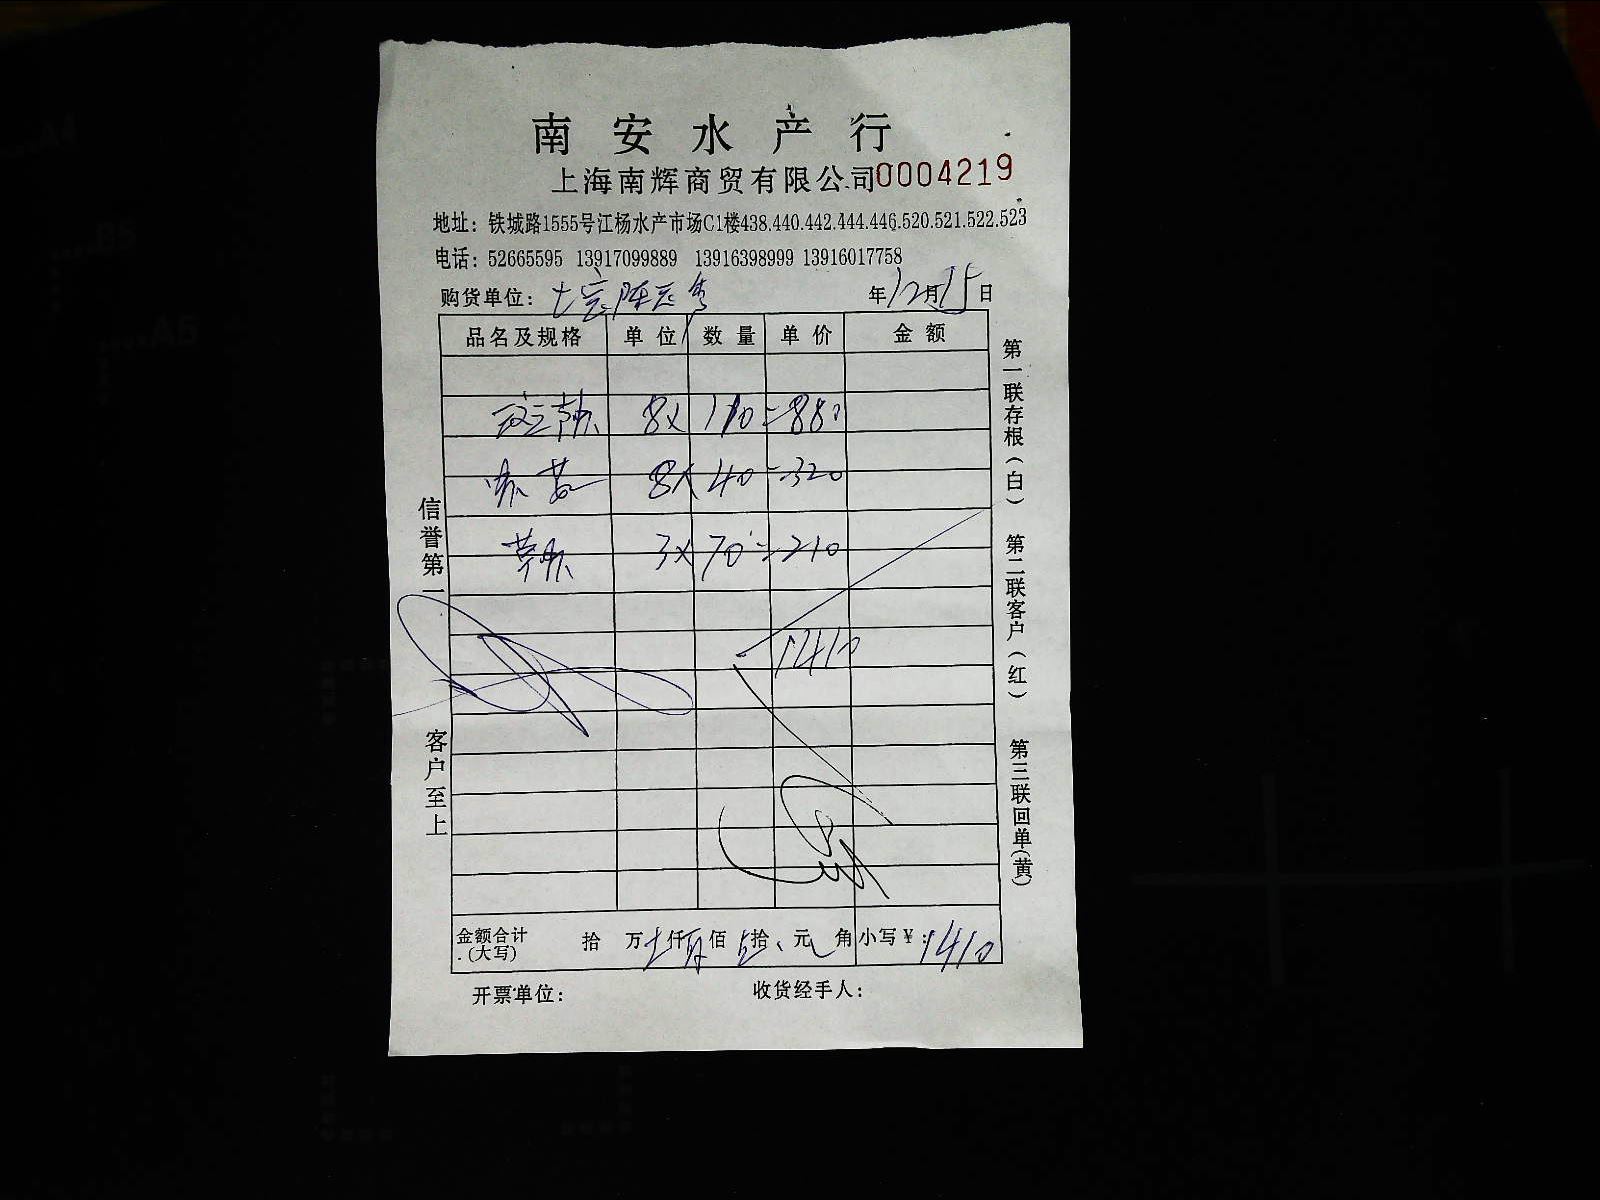 南安水产行
上海南辉商贸有限公司0004219
地址：铁城路1555号江杨水产市场C1楼438.440.442.444.446.520.521.522.523
电话：52665595 13917099889 13916398999 13916017758
购货单位：
年12月15日
品名及规格 单位 数量 单价 金额
8× 110=880
8× 40=320
3× 70=210
1410
金额合计（大写） 拾 万 仟 佰 拾 元 角 小写￥：1410
开票单位： 收货经手人：
信誉第一
客户至上
第一联存根（白）
第二联客户（红）
第三联回单（黄）